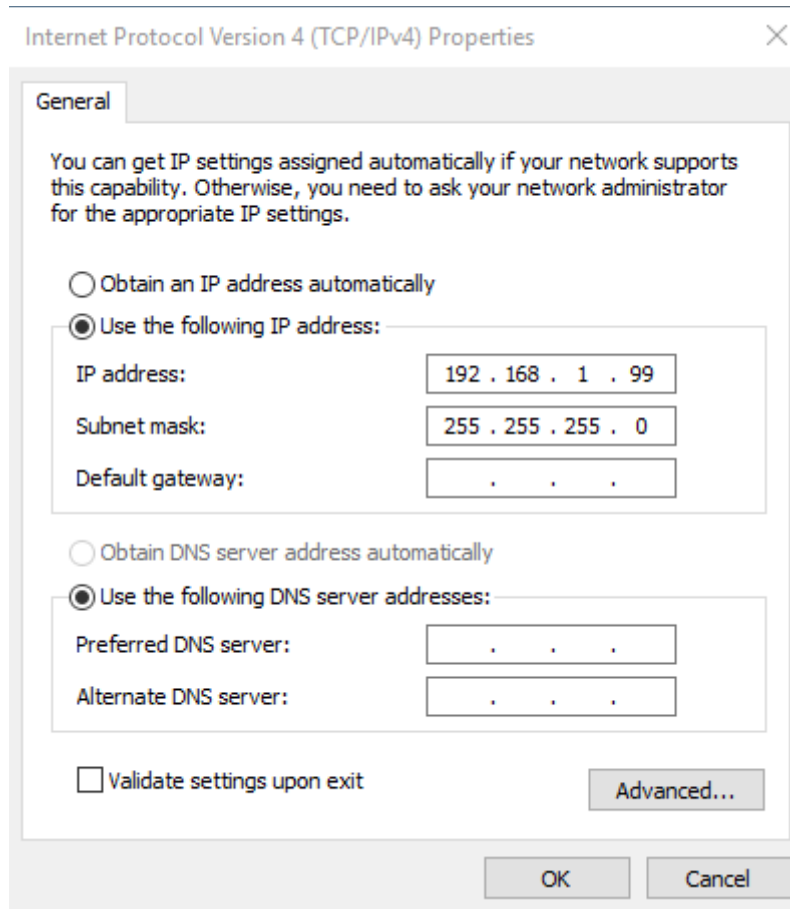 Internet Protocol Version 4 (TCP/IPv4) Properties
General
You can get IP settings assigned automatically if your network supports
this capability. Otherwise, you need to ask your network administrator
for the appropriate IP settings.
Obtain an IP address automatically
Use the following IP address:
IP address: 192 . 168 . 1 . 99
Subnet mask: 255 . 255 . 255 . 0
Default gateway: . . .
Obtain DNS server address automatically
Use the following DNS server addresses:
Preferred DNS server: . . .
Alternate DNS server: . . .
Validate settings upon exit
Advanced...
OK Cancel